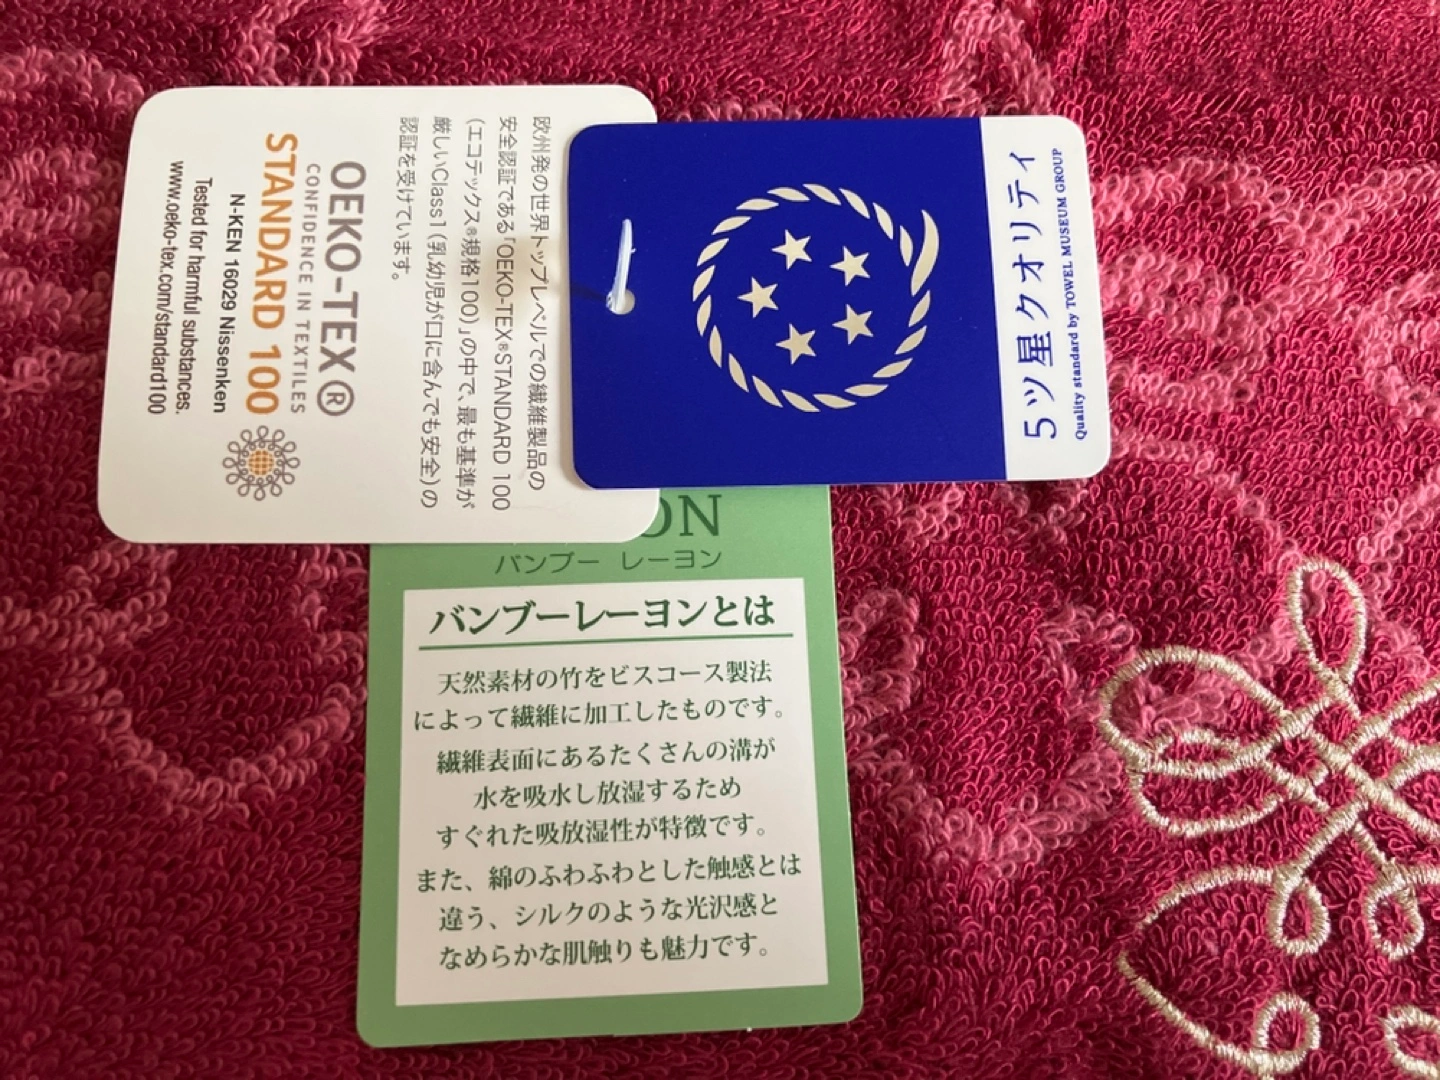 OEKO-TEX®
CONFIDENCE IN TEXTILES
STANDARD 100
N-KEN 16029 Nissenken
Tested for harmful substances.
www.oeko-tex.com/standard100
欧州発の世界トップレベルでの繊維製品の
安全認証である「OEKO-TEX®STANDARD 100
(エコテックス®規格100)」の中で、最も基準が
厳しいClass1(乳幼児が口に含んでも安全)の
認証を受けています。
5ツ星クオリティ
Quality standard by TOWEL MUSEUM GROUP
ON
バンブー レーヨン
バンブーレーヨンとは
天然素材の竹をビスコース製法
によって繊維に加工したものです。
繊維表面にあるたくさんの溝が
水を吸水し放湿するため
すぐれた吸放湿性が特徴です。
また、綿のふわふわとした触感とは
違う、シルクのような光沢感と
なめらかな肌触りも魅力です。